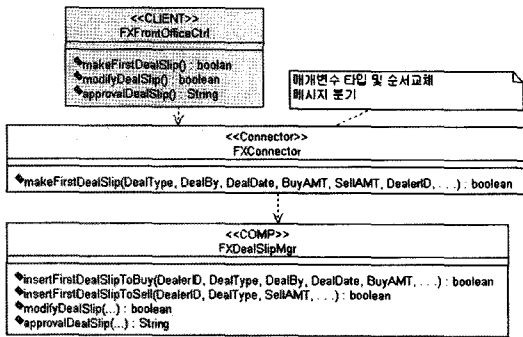 <<CLIENT>>
FXFrontOfficeCtrl
makeFirstDealSlip() : boolan
modifyDealSlip() : boolean
approvalDealSlip() : String
매개변수 타입 및 순서교체
메시지 분기
<<Connector>>
FXConnector
makeFirstDealSlip(DealType, DealBy, DealDate, BuyAMT, SellAMT, DealerID, . . .) : boolean
<<COMP>>
FXDealSlipMgr
insertFirstDealSlipToBuy(DealerID, DealType, DealBy, DealDate, BuyAMT, . . .) : boolean
insertFirstDealSlipToSell(DealerID, DealType, SellAMT, . . .) : boolean
modifyDealSlip(...) : boolean
approvalDealSlip(...) : String